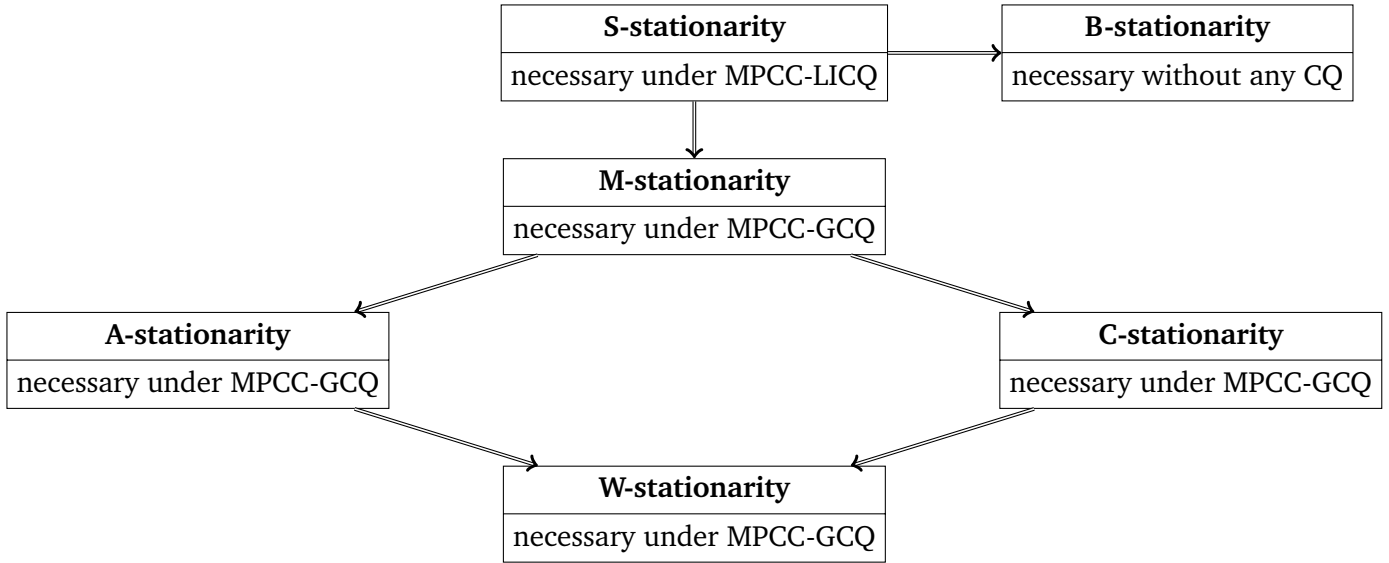 S-stationarity
necessary under MPCC-LICQ
B-stationarity
necessary without any CQ
M-stationarity
necessary under MPCC-GCQ
A-stationarity
necessary under MPCC-GCQ
C-stationarity
necessary under MPCC-GCQ
W-stationarity
necessary under MPCC-GCQ